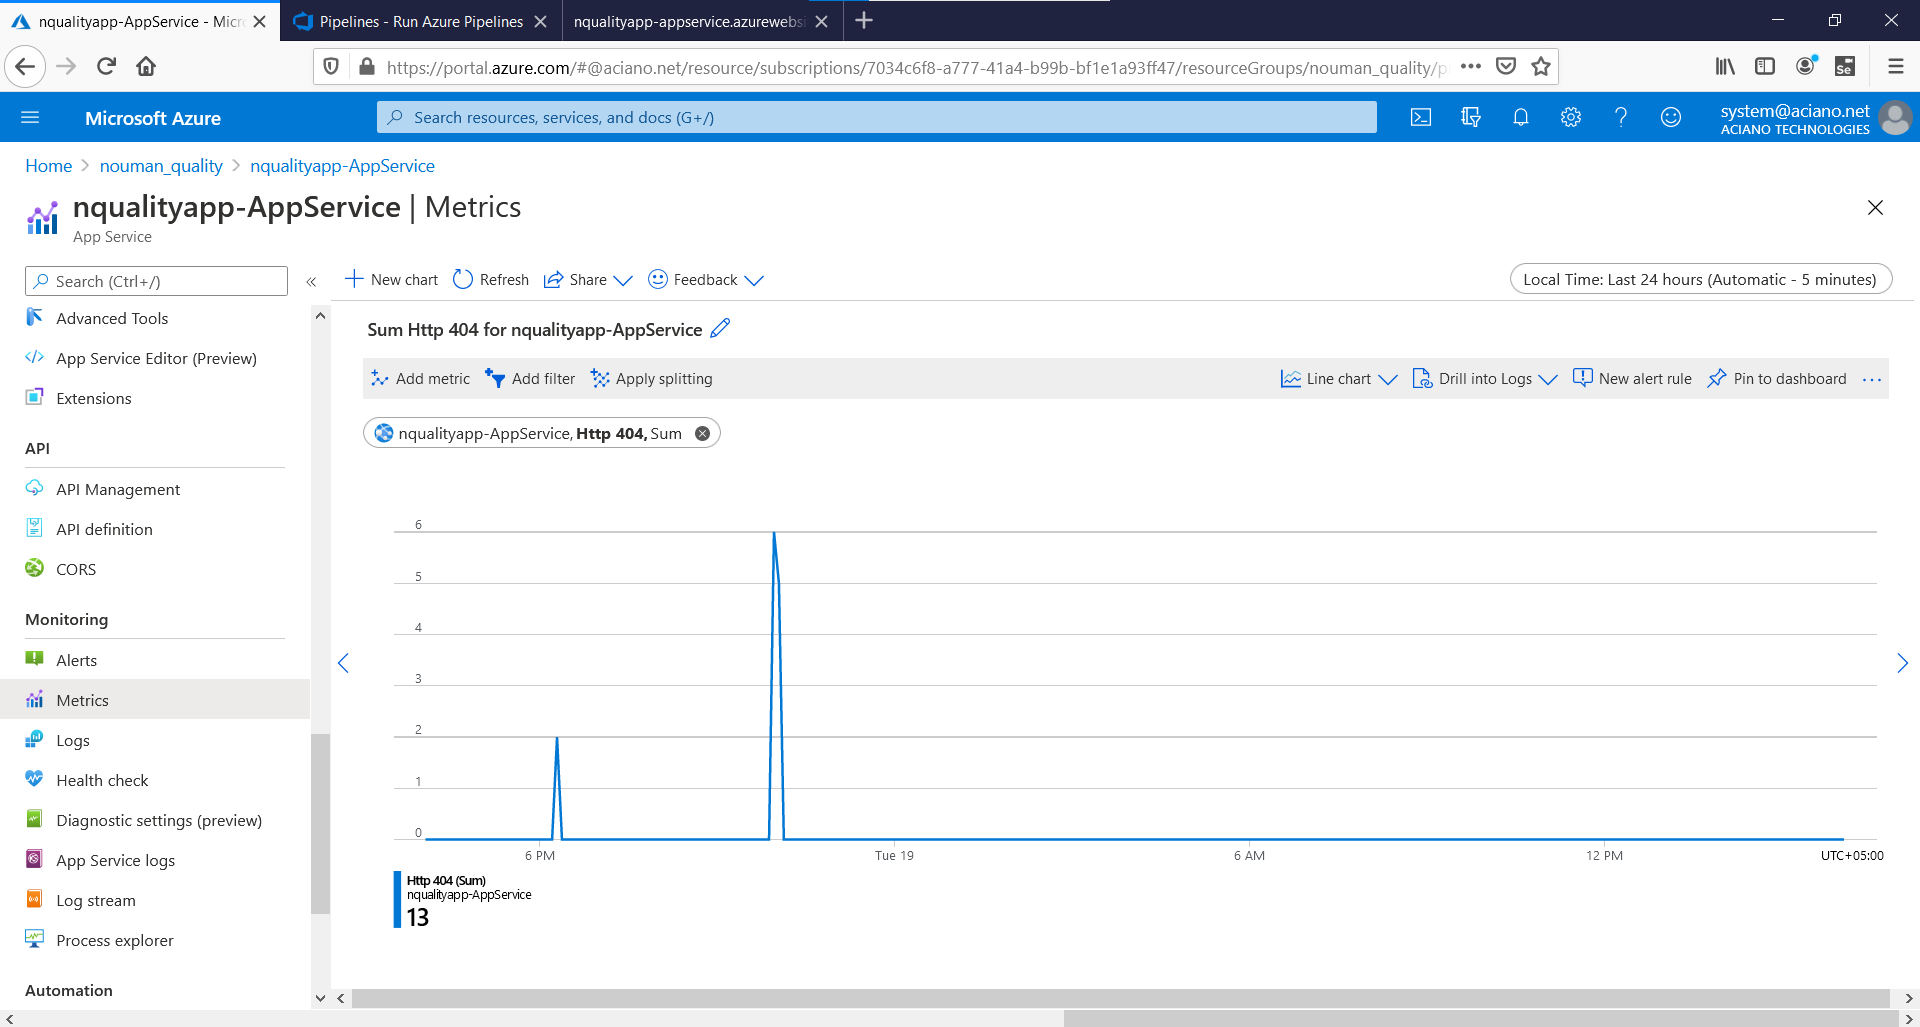 nqualityapp-AppService - Micr
Pipelines - Run Azure Pipelines
nqualityapp-appservice.azurewebsi
https://portal.azure.com/#@aciano.net/resource/subscriptions/7034c6f8-a777-41a4-b99b-bf1e1a93ff47/resourceGroups/nouman_quality/p
Se
Microsoft Azure
Search resources, services, and docs (G+/)
system@aciano.net
ACIANO TECHNOLOGIES
Home > nouman_quality > nqualityapp-AppService
nqualityapp-AppService | Metrics
App Service
Search (Ctrl+/)
«
New chart
Refresh
Share
Feedback
Local Time: Last 24 hours (Automatic - 5 minutes)
Advanced Tools
App Service Editor (Preview)
Extensions
API
API Management
API definition
CORS
Monitoring
Alerts
Metrics
Logs
Health check
Diagnostic settings (preview)
App Service logs
Log stream
Process explorer
Automation
Sum Http 404 for nqualityapp-AppService
Add metric
Add filter
Apply splitting
Line chart
Drill into Logs
New alert rule
Pin to dashboard
nqualityapp-AppService, Http 404, Sum
6
5
4
3
2
1
0
6 PM
Tue 19
6 AM
12 PM
UTC+05:00
Http 404 (Sum)
nqualityapp-AppService
13